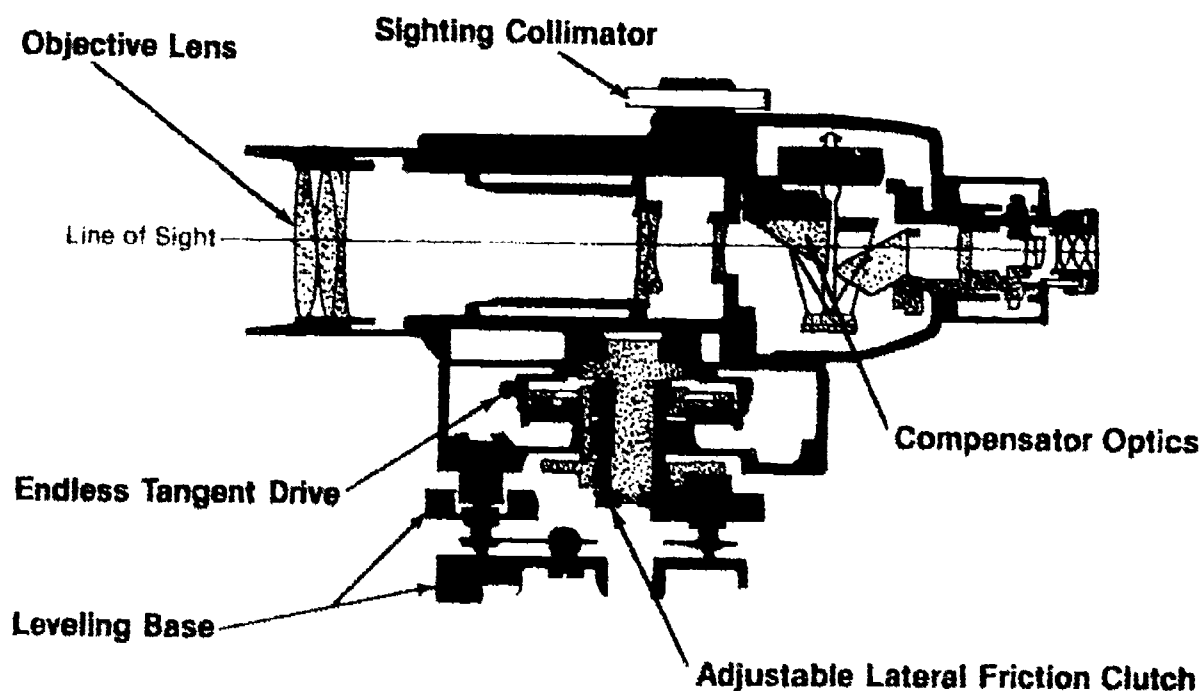 Sighting Collimator
Objective Lens
Line of Sight
Compensator Optics
Endless Tangent Drive
Leveling Base
Adjustable Lateral Friction Clutch